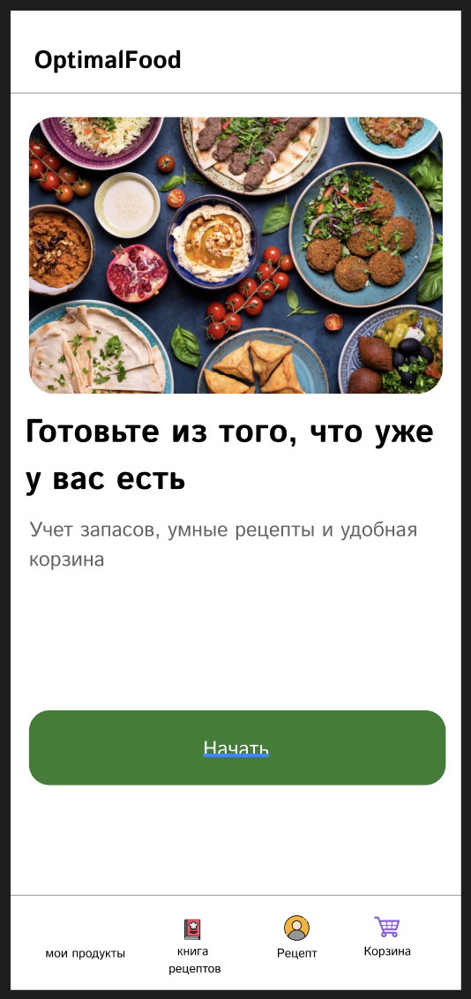 OptimalFood
Готовьте из того, что уже
у вас есть
Учет запасов, умные рецепты и удобная
корзина
Начать
мои продукты
книга
рецептов
Рецепт
Корзина